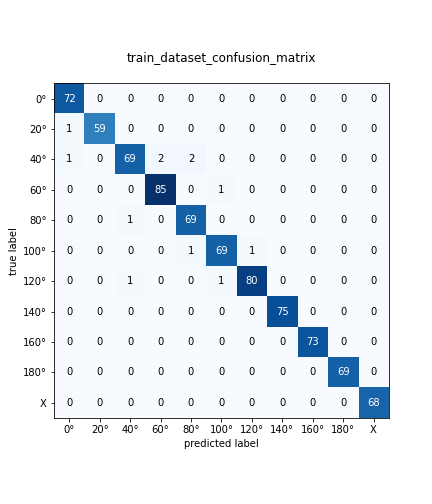 train_dataset_confusion_matrix
0° 72 0 0 0 0 0 0 0 0 0 0
20° 1 59 0 0 0 0 0 0 0 0 0
40° 1 0 69 2 2 0 0 0 0 0 0
60° 0 0 0 85 0 1 0 0 0 0 0
80° 0 0 1 0 69 0 0 0 0 0 0
100° 0 0 0 0 1 69 1 0 0 0 0
120° 0 0 1 0 0 1 80 0 0 0 0
140° 0 0 0 0 0 0 0 75 0 0 0
160° 0 0 0 0 0 0 0 0 73 0 0
180° 0 0 0 0 0 0 0 0 0 69 0
X 0 0 0 0 0 0 0 0 0 0 68
0° 20° 40° 60° 80° 100° 120° 140° 160° 180° X
predicted label
true label